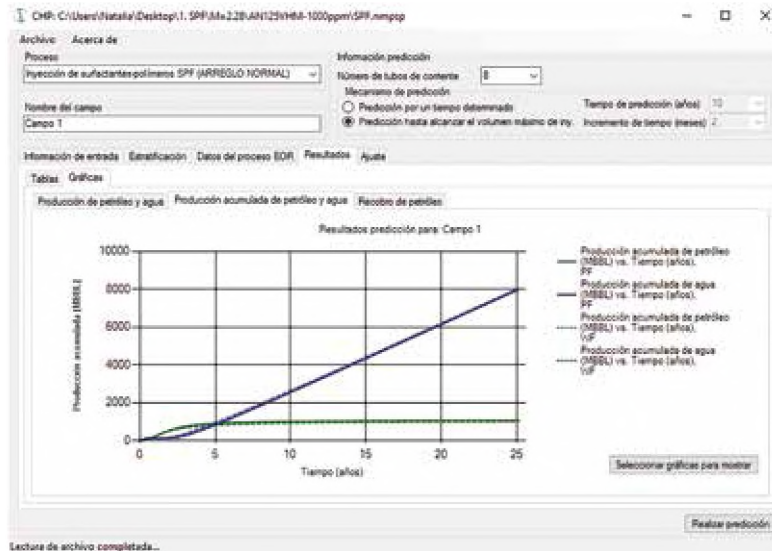 CHP: C:\Users\Natalia\Desktop\1. SPF\M=2.28\AN125VHM-1000ppm\SPF.nmpcp
Archivo Acerca de
Proceso
Inyección de surfactantes-polímeros SPF (ARREGLO NORMAL)
Nombre del campo
Campo 1
Información predicción
Número de tubos de corriente 8
Mecanismo de predicción
Predicción por un tiempo determinado
Predicción hasta alcanzar el volumen máximo de iny.
Tiempo de predicción (años) 10
Incremento de tiempo (meses) 2
Información de entrada Estratificación Datos del proceso EOR Resultados Ajuste
Tablas Gráficas
Producción de petróleo y agua Producción acumulada de petróleo y agua Recobro de petróleo
Resultados predicción para: Campo 1
Producción acumulada [MBBL]
10000
8000
6000
4000
2000
0
0 5 10 15 20 25
Tiempo (años)
Producción acumulada de petróleo
(MBBL) vs. Tiempo (años),
PF
Producción acumulada de agua
(MBBL) vs. Tiempo (años),
PF
Producción acumulada de petróleo
(MBBL) vs. Tiempo (años),
WF
Producción acumulada de agua
(MBBL) vs. Tiempo (años),
WF
Seleccionar gráficas para mostrar
Realizar predicción
Lectura de archivo completada...